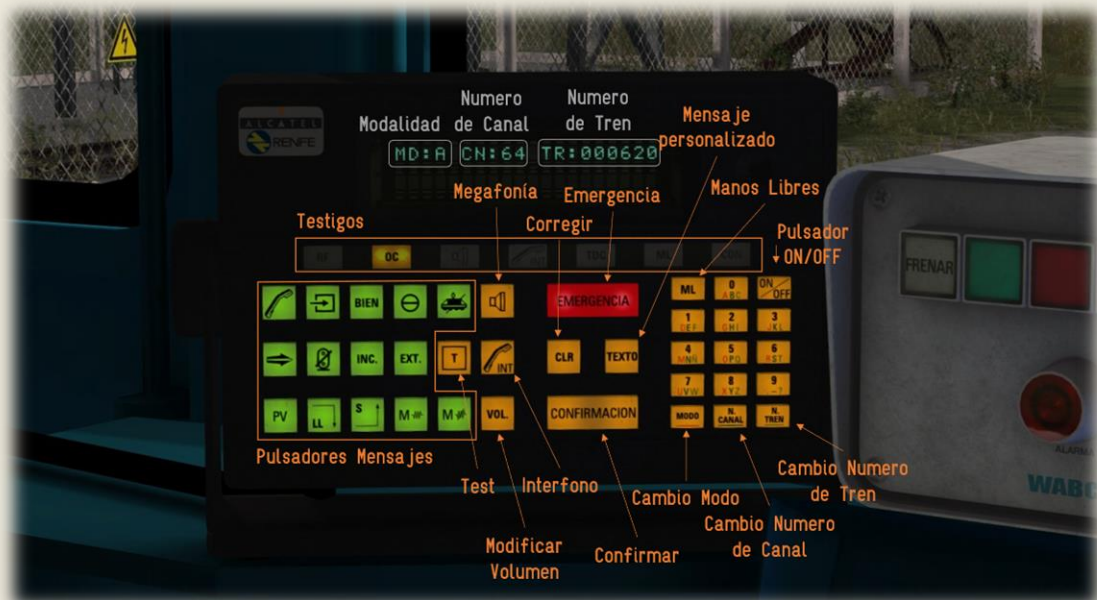 Numero
de Canal
Numero
de Tren
Modalidad
Mensaje
personalizado
ALCATEL
RENFE
MD:A
CN:64
TR:000620
Megafonía
Emergencia
Manos Libres
Testigos
Corregir
Pulsador
ON/OFF
OC
INT
ML
FRENAR
BIEN
EMERGENCIA
ML
0
ABC
ON
OFF
1
DEF
2
GHI
3
JKL
INC.
EXT.
T
INT
CLR
TEXTO
4
MNÑ
5
OPQ
6
RST
7
UVW
8
XYZ
9
PV
LL
S
M
M
VOL.
CONFIRMACION
MODO
N.
CANAL
N.
TREN
ALARMA
WABC
Pulsadores Mensajes
Test
Interfono
Cambio Modo
Cambio Numero
de Tren
Cambio Numero
de Canal
Modificar
Volumen
Confirmar